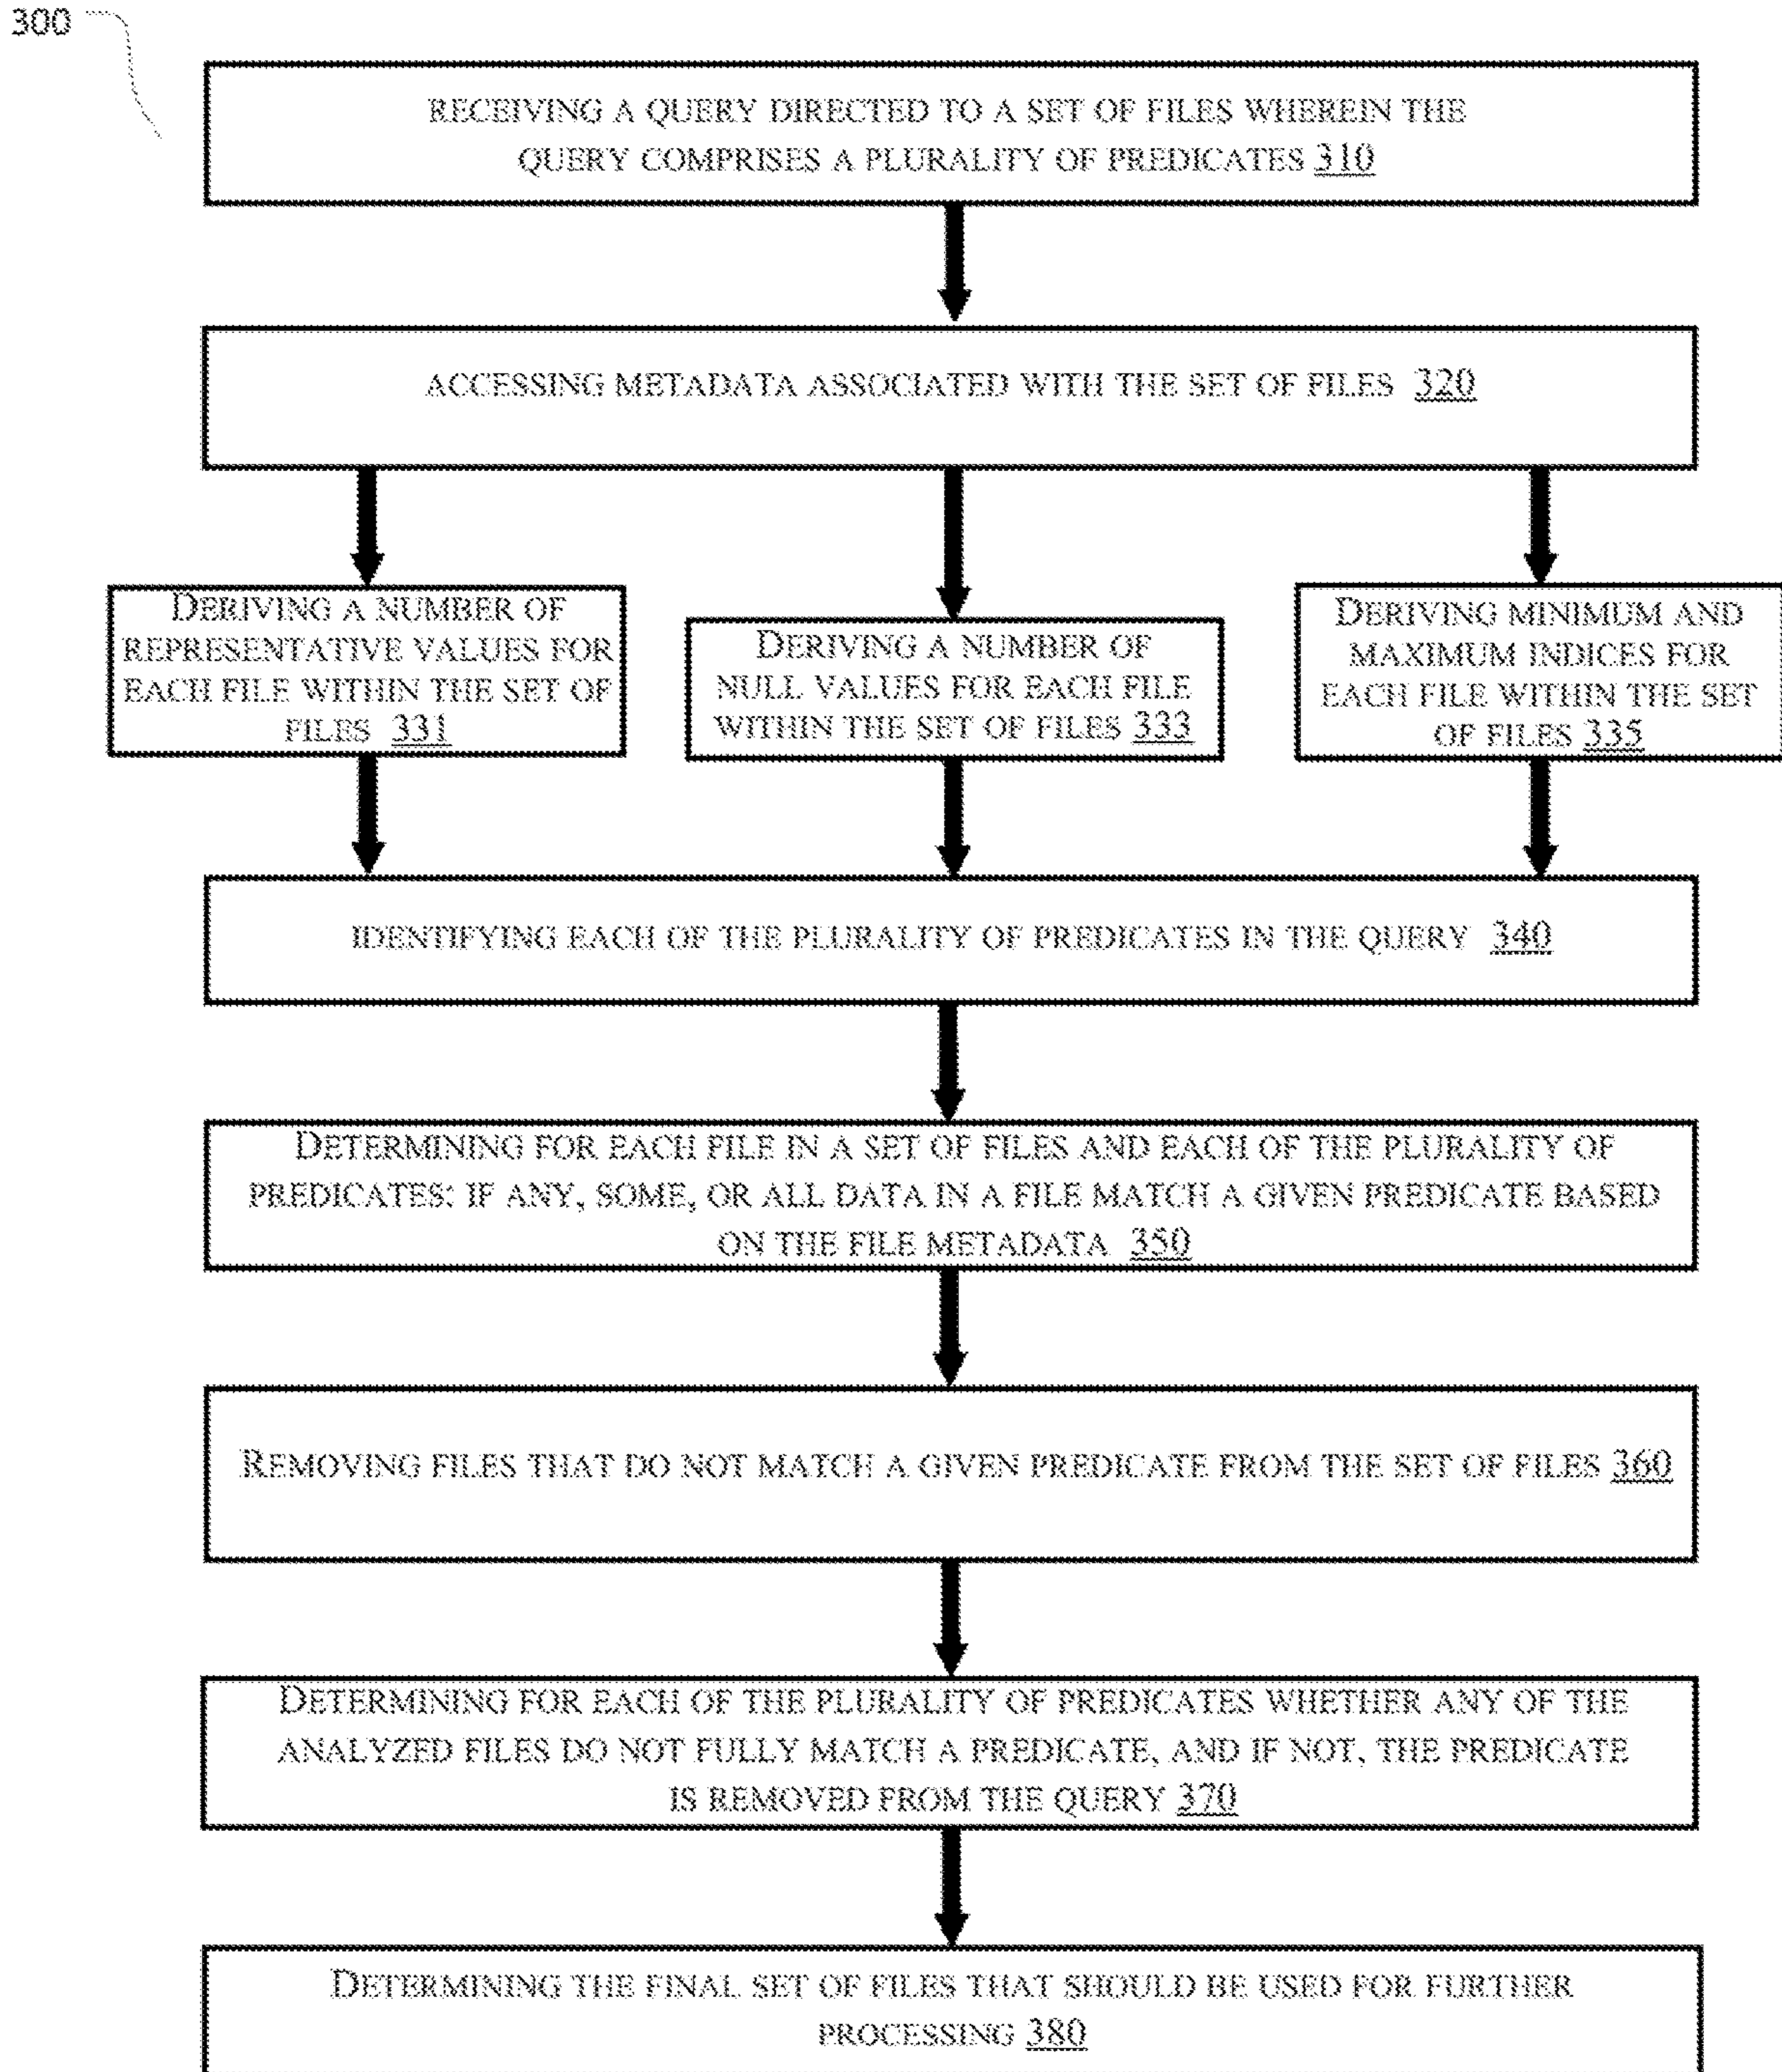 300
RECEIVING A QUERY DIRECTED TO A SET OF FILES WHEREIN THE
QUERY COMPRISES A PLURALITY OF PREDICATES 310
ACCESSING METADATA ASSOCIATED WITH THE SET OF FILES 320
DERIVING A NUMBER OF
REPRESENTATIVE VALUES FOR
EACH FILE WITHIN THE SET OF
FILES 331
DERIVING A NUMBER OF
NULL VALUES FOR EACH FILE
WITHIN THE SET OF FILES 333
DERIVING MINIMUM AND
MAXIMUM INDICES FOR
EACH FILE WITHIN THE SET
OF FILES 335
IDENTIFYING EACH OF THE PLURALITY OF PREDICATES IN THE QUERY 340
DETERMINING FOR EACH FILE IN A SET OF FILES AND EACH OF THE PLURALITY OF
PREDICATES: IF ANY, SOME, OR ALL DATA IN A FILE MATCH A GIVEN PREDICATE BASED
ON THE FILE METADATA 350
REMOVING FILES THAT DO NOT MATCH A GIVEN PREDICATE FROM THE SET OF FILES 360
DETERMINING FOR EACH OF THE PLURALITY OF PREDICATES WHETHER ANY OF THE
ANALYZED FILES DO NOT FULLY MATCH A PREDICATE, AND IF NOT, THE PREDICATE
IS REMOVED FROM THE QUERY 370
DETERMINING THE FINAL SET OF FILES THAT SHOULD BE USED FOR FURTHER
PROCESSING 380